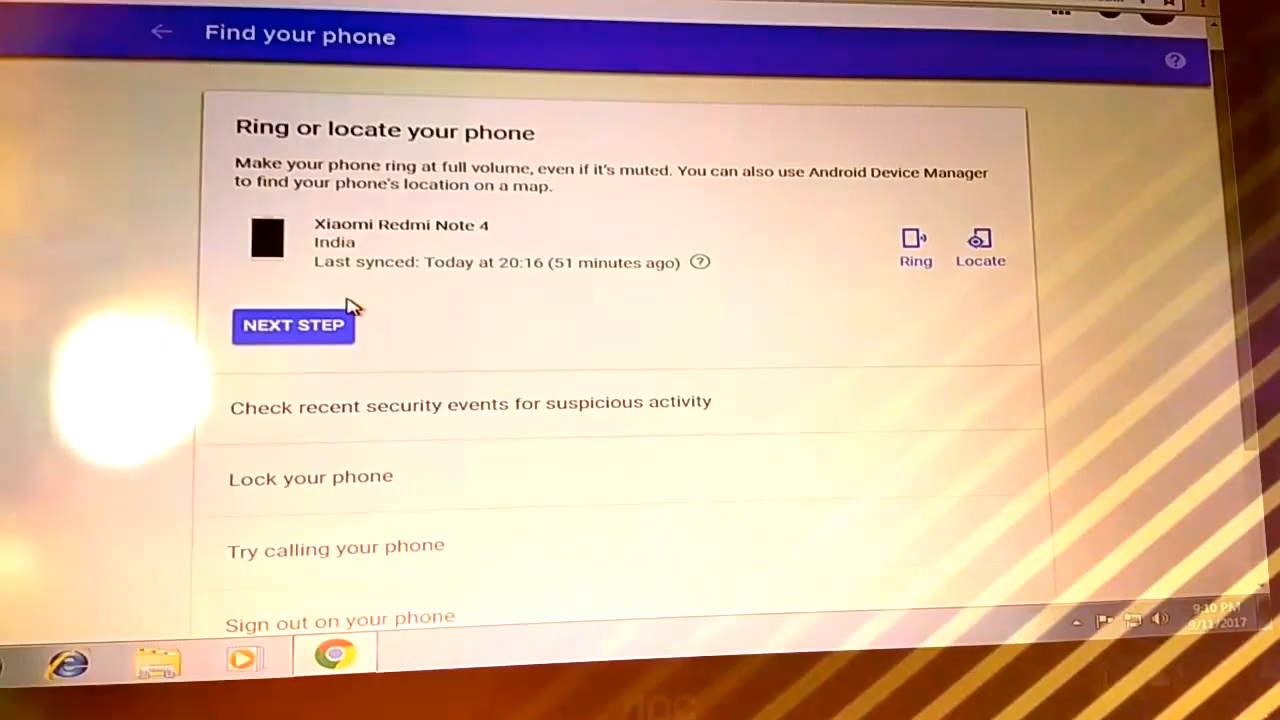 Find your phone
Ring or locate your phone
Make your phone ring at full volume, even if it's muted. You can also use Android Device Manager
to find your phone's location on a map.
Xiaomi Redmi Note 4
India
Last synced: Today at 20:16 (51 minutes ago)
Ring
Locate
NEXT STEP
Check recent security events for suspicious activity
Lock your phone
Try calling your phone
Sign out on your phone
9:10 PM
9/11/2017